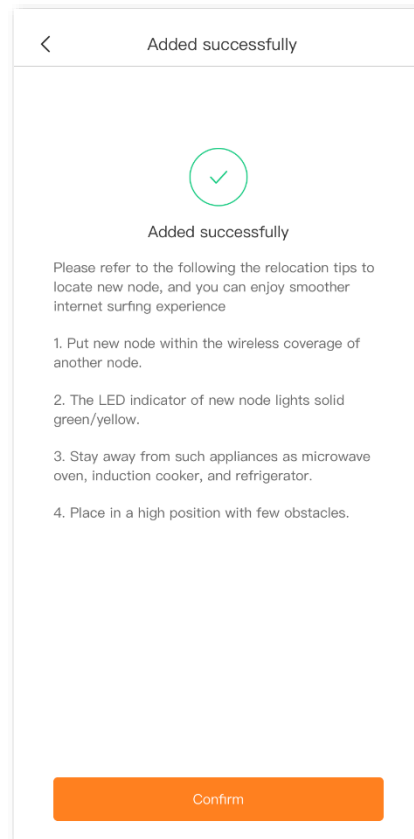 Added successfully
Added successfully
Please refer to the following the relocation tips to
locate new node, and you can enjoy smoother
internet surfing experience
1. Put new node within the wireless coverage of
another node.
2. The LED indicator of new node lights solid
green/yellow.
3. Stay away from such appliances as microwave
oven, induction cooker, and refrigerator.
4. Place in a high position with few obstacles.
Confirm